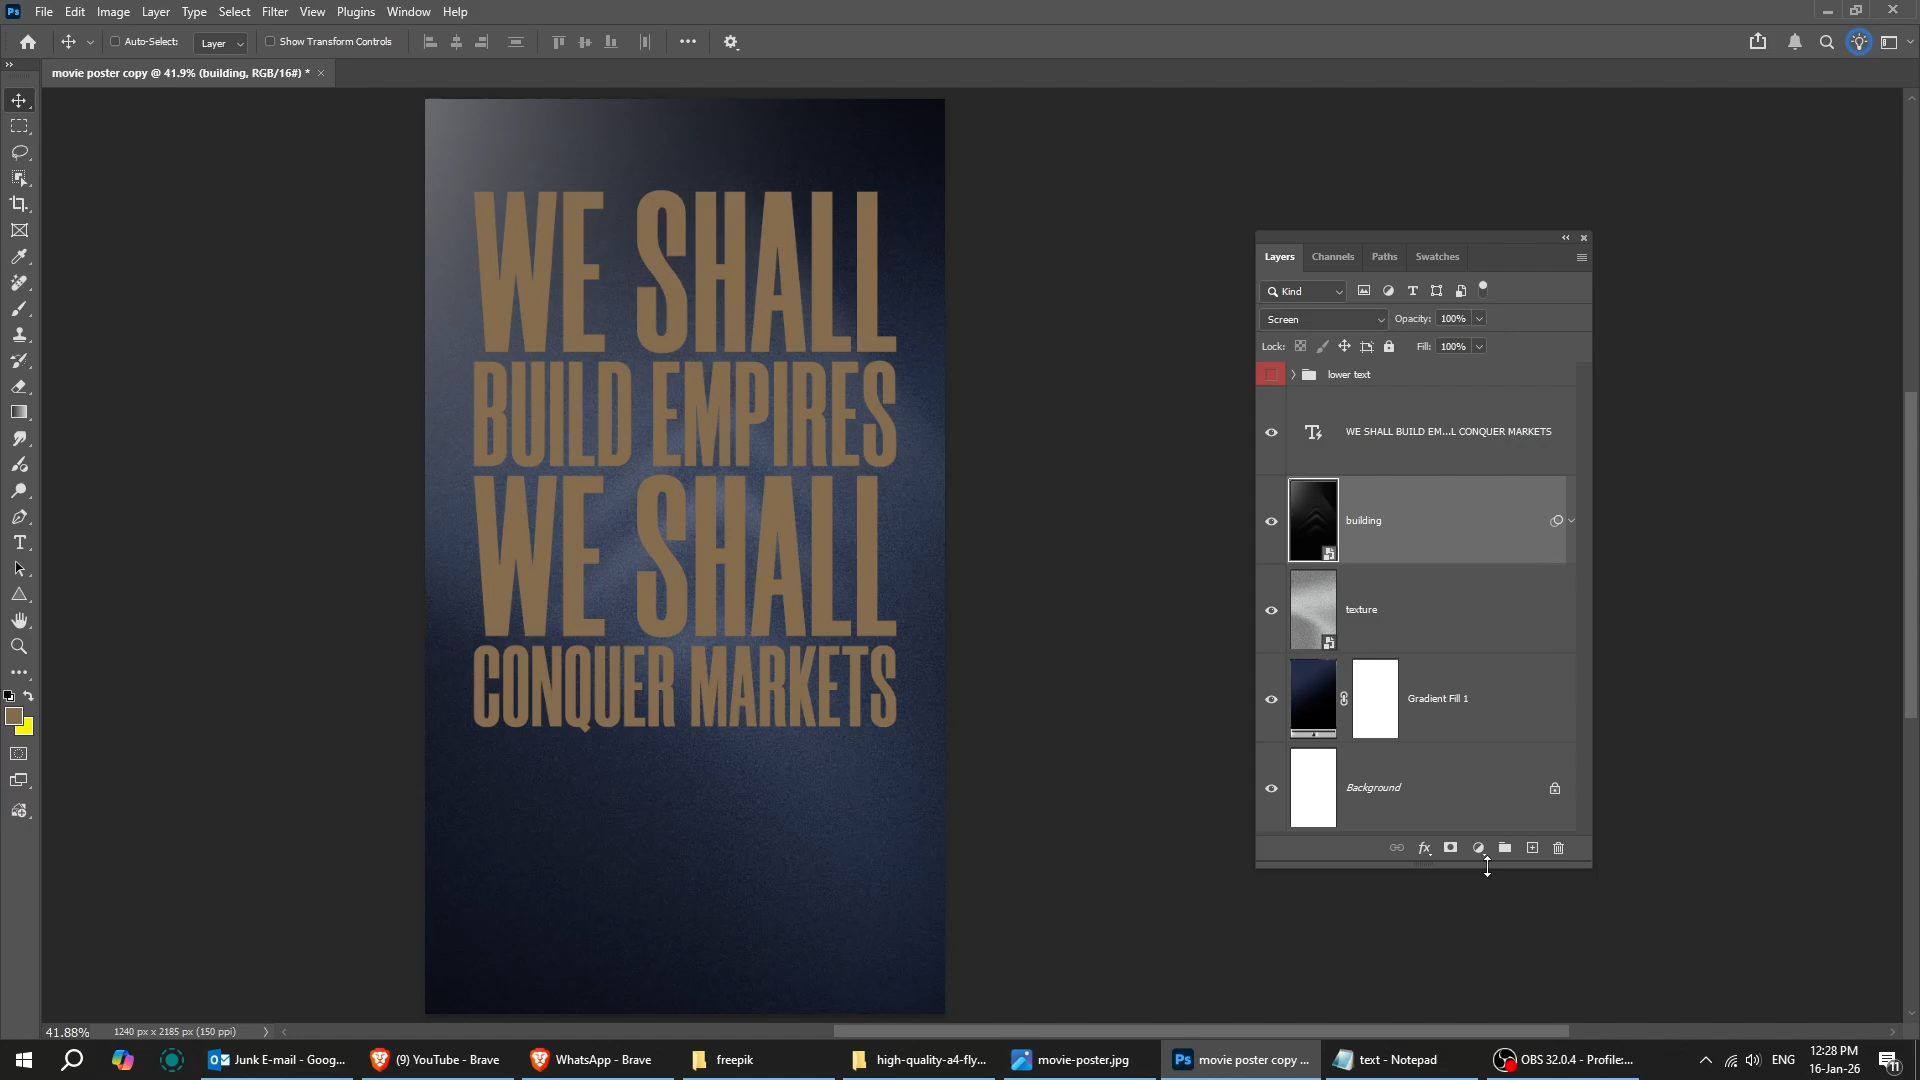 Ps File Edit Image Layer Type Select Filter View Plugins Window Help
Auto-Select: Layer Show Transform Controls
movie poster copy @ 41.9% (building, RGB/16#) *
WE SHALL
BUILD EMPIRES
WE SHALL
CONQUER MARKETS
Layers Channels Paths Swatches
Kind
Screen Opacity: 100%
Lock: Fill: 100%
lower text
WE SHALL BUILD EM...L CONQUER MARKETS
building
texture
Gradient Fill 1
Background
fx
41.88% 1240 px x 2185 px (150 ppi)
Junk E-mail - Goog...
(9) YouTube - Brave
WhatsApp - Brave
freepik
high-quality-a4-fly...
movie-poster.jpg
Ps movie poster copy ...
text - Notepad
OBS 32.0.4 - Profile:...
ENG
12:28 PM
16-Jan-26
11